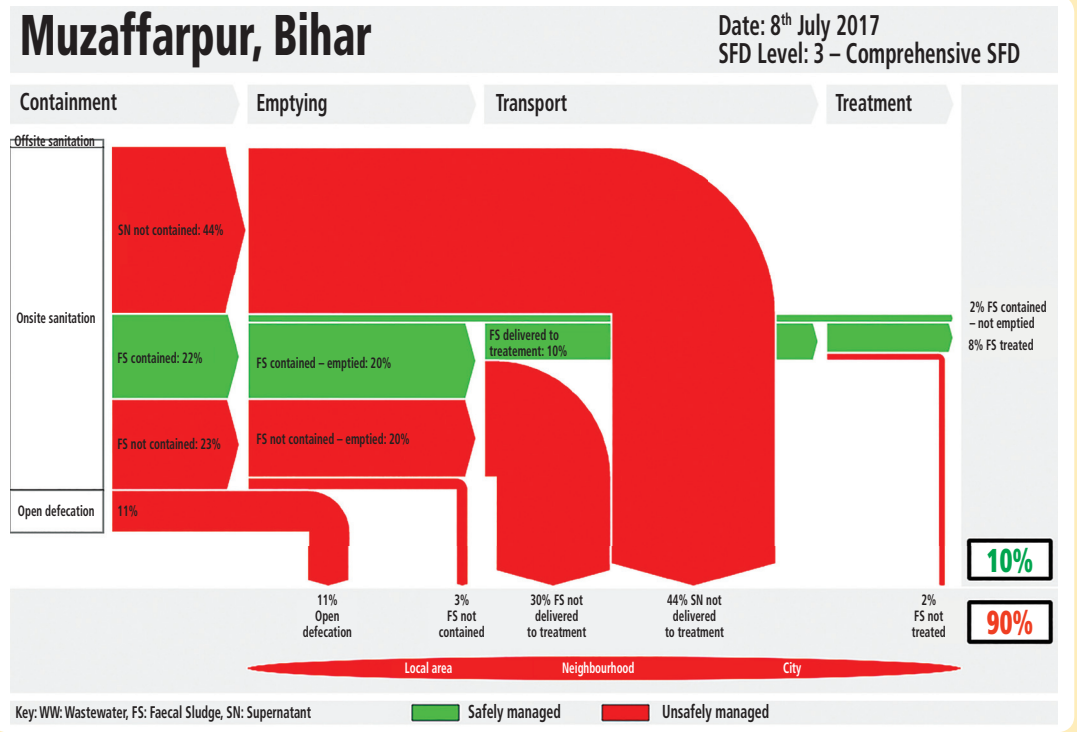 Muzaffarpur, Bihar
Date: 8th July 2017
SFD Level: 3 – Comprehensive SFD
Containment
Emptying
Transport
Treatment
Offsite sanitation
SN not contained: 44%
Onsite sanitation
2% FS contained
– not emptied
FS delivered to
treatement: 10%
8% FS treated
FS contained: 22%
FS contained – emptied: 20%
FS not contained: 23%
FS not contained – emptied: 20%
Open defecation
11%
10%
11%
Open
defecation
3%
FS not
contained
30% FS not
delivered
to treatment
44% SN not
delivered
to treatment
2%
FS not
treated
90%
Local area
Neighbourhood
City
Key: WW: Wastewater, FS: Faecal Sludge, SN: Supernatant
Safely managed
Unsafely managed